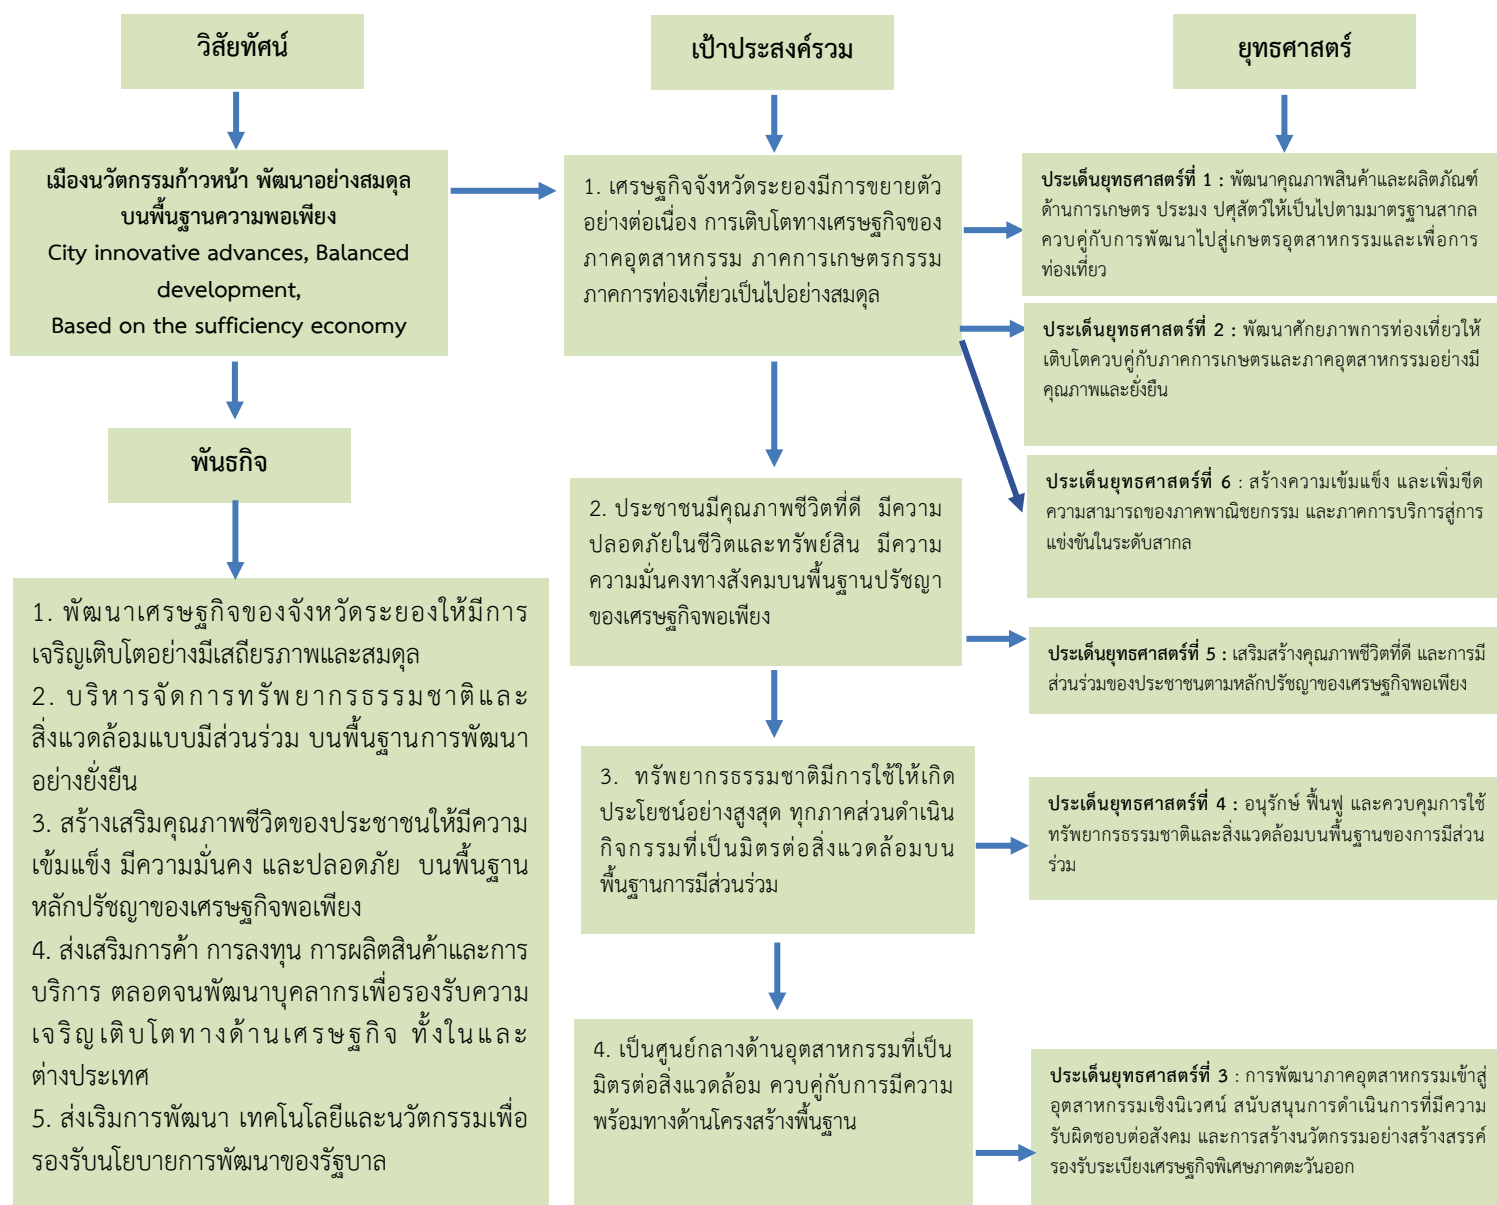 วิสัยทัศน์
เมืองนวัตกรรมก้าวหน้า พัฒนาอย่างสมดุล
บนพื้นฐานความพอเพียง
City innovative advances, Balanced
development,
Based on the sufficiency economy
พันธกิจ
1. พัฒนาเศรษฐกิจของจังหวัดระยองให้มีการ
เจริญเติบโตอย่างมีเสถียรภาพและสมดุล
2. บริหารจัดการทรัพยากรธรรมชาติและ
สิ่งแวดล้อมแบบมีส่วนร่วม บนพื้นฐานการพัฒนา
อย่างยั่งยืน
3. สร้างเสริมคุณภาพชีวิตของประชาชนให้มีความ
เข้มแข็ง มีความมั่นคง และปลอดภัย บนพื้นฐาน
หลักปรัชญาของเศรษฐกิจพอเพียง
4. ส่งเสริมการค้า การลงทุน การผลิตสินค้าและการ
บริการ ตลอดจนพัฒนาบุคลากรเพื่อรองรับความ
เจริญเติบโตทางด้านเศรษฐกิจ ทั้งในและ
ต่างประเทศ
5. ส่งเริมการพัฒนา เทคโนโลยีและนวัตกรรมเพื่อ
รองรับนโยบายการพัฒนาของรัฐบาล
เป้าประสงค์รวม
1. เศรษฐกิจจังหวัดระยองมีการขยายตัว
อย่างต่อเนื่อง การเติบโตทางเศรษฐกิจของ
ภาคอุตสาหกรรม ภาคการเกษตรกรรม
ภาคการท่องเที่ยวเป็นไปอย่างสมดุล
2. ประชาชนมีคุณภาพชีวิตที่ดี มีความ
ปลอดภัยในชีวิตและทรัพย์สิน มีความ
ความมั่นคงทางสังคมบนพื้นฐานปรัชญา
ของเศรษฐกิจพอเพียง
3. ทรัพยากรธรรมชาติมีการใช้ให้เกิด
ประโยชน์อย่างสูงสุด ทุกภาคส่วนดำเนิน
กิจกรรมที่เป็นมิตรต่อสิ่งแวดล้อมบน
พื้นฐานการมีส่วนร่วม
4. เป็นศูนย์กลางด้านอุตสาหกรรมที่เป็น
มิตรต่อสิ่งแวดล้อม ควบคู่กับการมีความ
พร้อมทางด้านโครงสร้างพื้นฐาน
ยุทธศาสตร์
ประเด็นยุทธศาสตร์ที่ 1 : พัฒนาคุณภาพสินค้าและผลิตภัณฑ์
ด้านการเกษตร ประมง ปศุสัตว์ให้เป็นไปตามมาตรฐานสากล
ควบคู่กับการพัฒนาไปสู่เกษตรอุตสาหกรรมและเพื่อการ
ท่องเที่ยว
ประเด็นยุทธศาสตร์ที่ 2 : พัฒนาศักยภาพการท่องเที่ยวให้
เติบโตควบคู่กับภาคการเกษตรและภาคอุตสาหกรรมอย่างมี
คุณภาพและยั่งยืน
ประเด็นยุทธศาสตร์ที่ 6 : สร้างความเข้มแข็ง และเพิ่มขีด
ความสามารถของภาคพาณิชยกรรม และภาคการบริการสู่การ
แข่งขันในระดับสากล
ประเด็นยุทธศาสตร์ที่ 5 : เสริมสร้างคุณภาพชีวิตที่ดี และการมี
ส่วนร่วมของประชาชนตามหลักปรัชญาของเศรษฐกิจพอเพียง
ประเด็นยุทธศาสตร์ที่ 4 : อนุรักษ์ ฟื้นฟู และควบคุมการใช้
ทรัพยากรธรรมชาติและสิ่งแวดล้อมบนพื้นฐานของการมีส่วน
ร่วม
ประเด็นยุทธศาสตร์ที่ 3 : การพัฒนาภาคอุตสาหกรรมเข้าสู่
อุตสาหกรรมเชิงนิเวศน์ สนับสนุนการดำเนินการที่มีความ
รับผิดชอบต่อสังคม และการสร้างนวัตกรรมอย่างสร้างสรรค์
รองรับระเบียงเศรษฐกิจพิเศษภาคตะวันออก